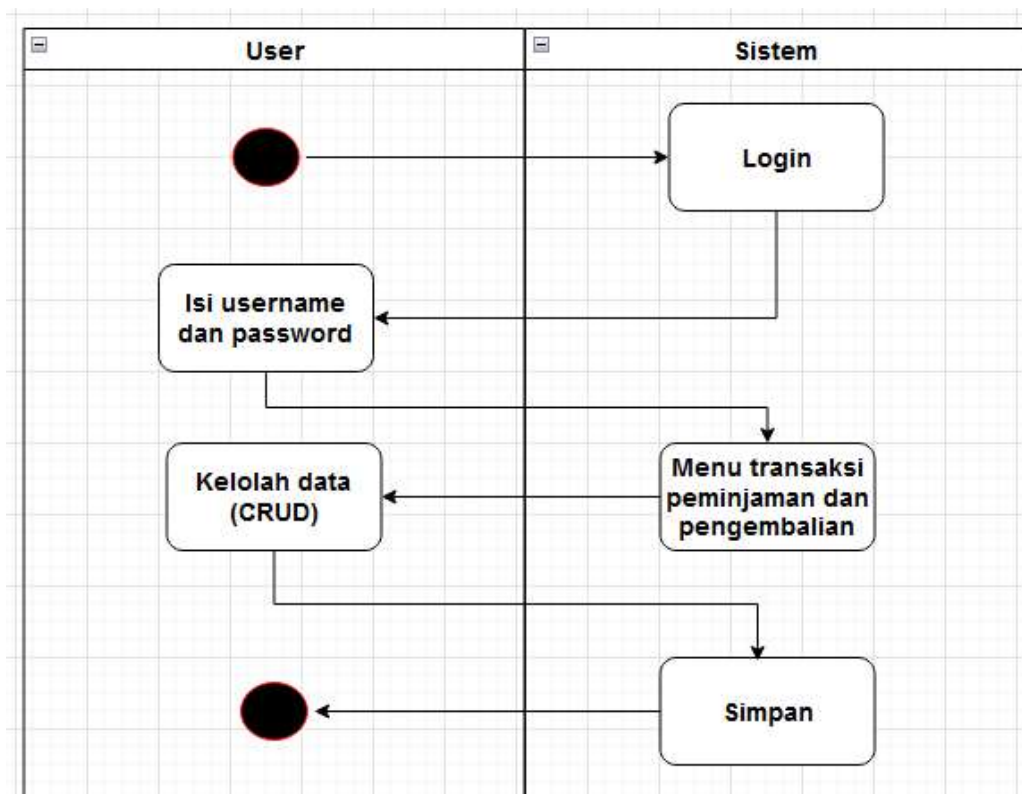 User
Sistem
Login
Isi username
dan password
Menu transaksi
peminjaman dan
pengembalian
Kelolah data
(CRUD)
Simpan